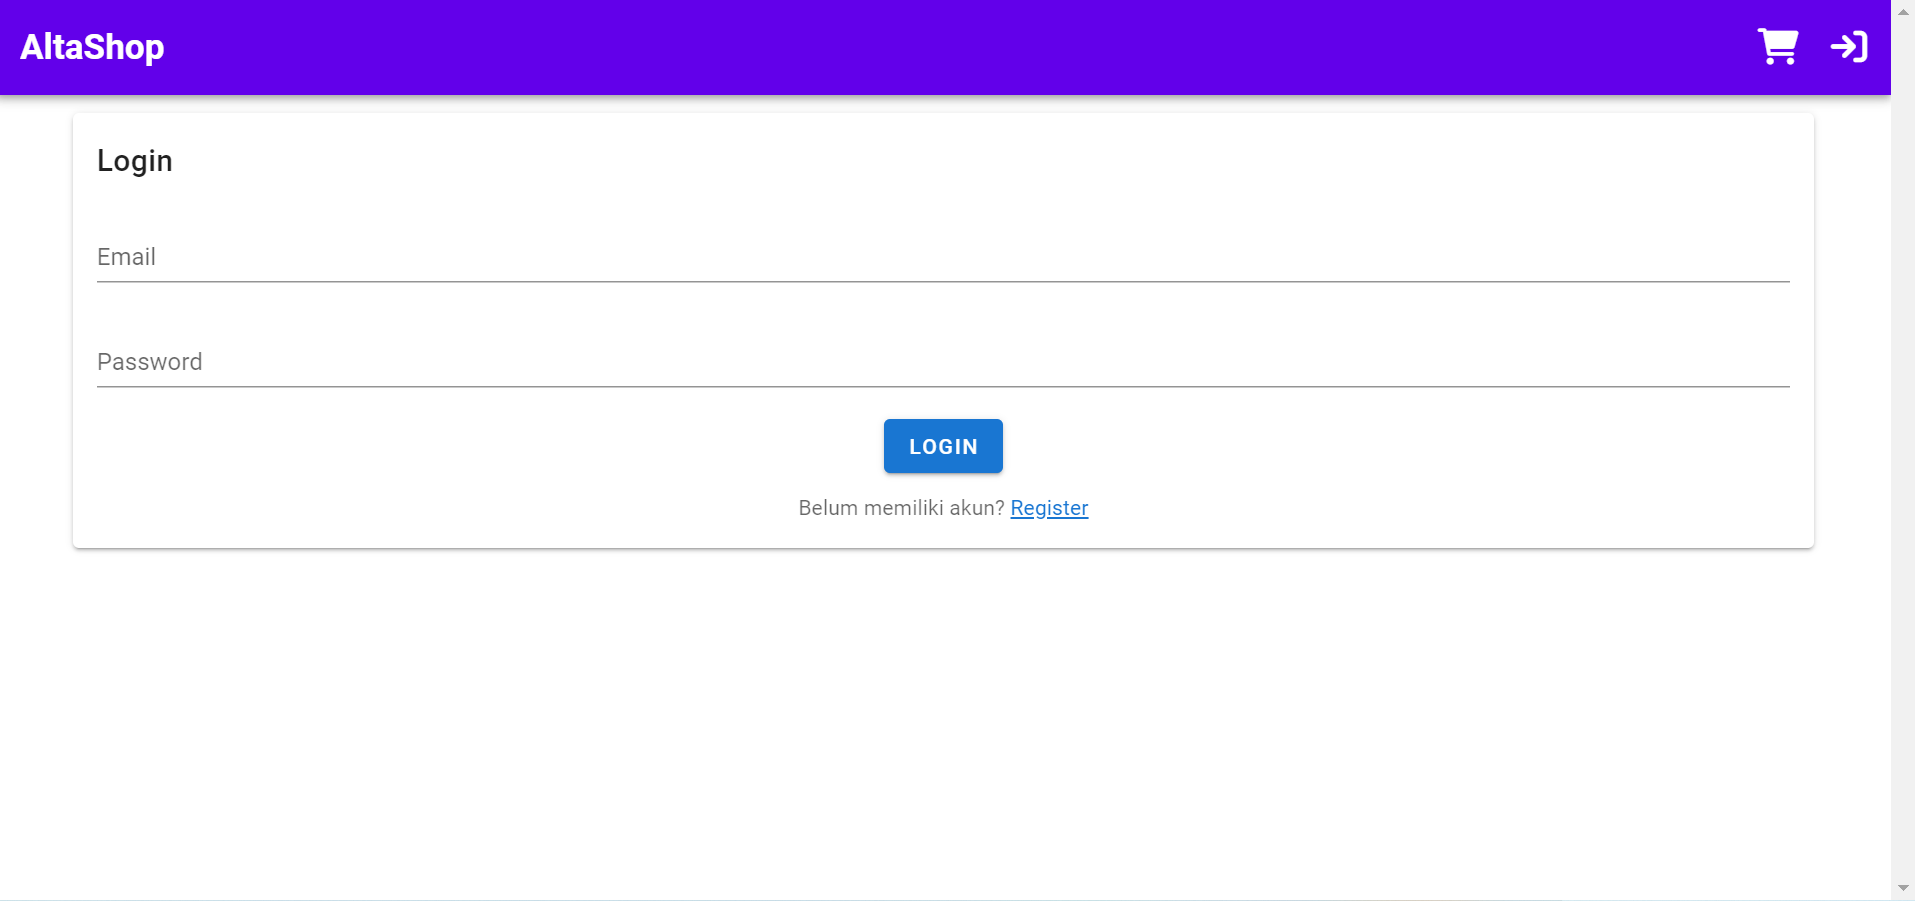 AltaShop
Login
Email
Password
LOGIN
Belum memiliki akun? Register